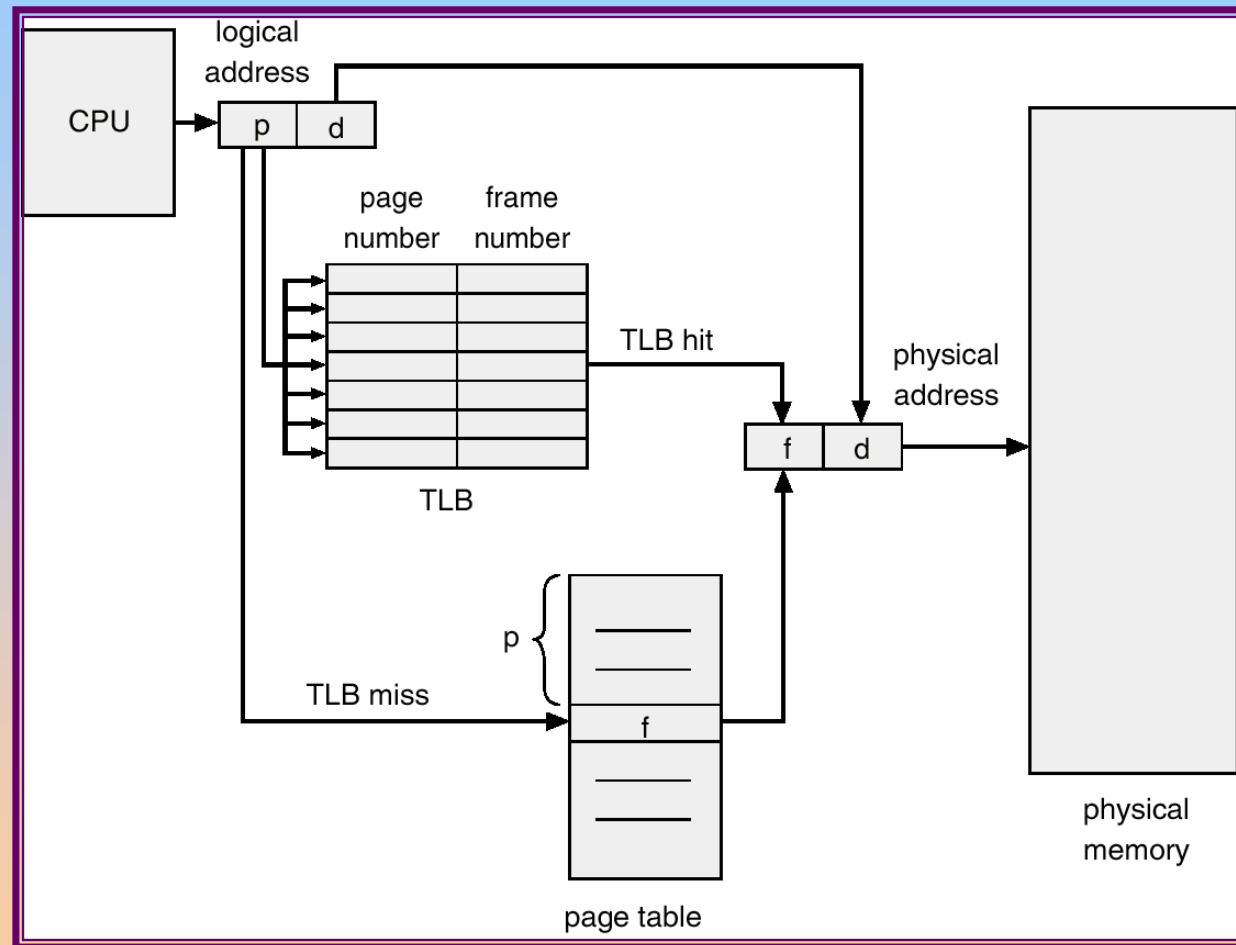 logical
address
CPU
p
d
page
number
frame
number
TLB hit
physical
address
f
d
TLB
p
TLB miss
f
physical
memory
page table